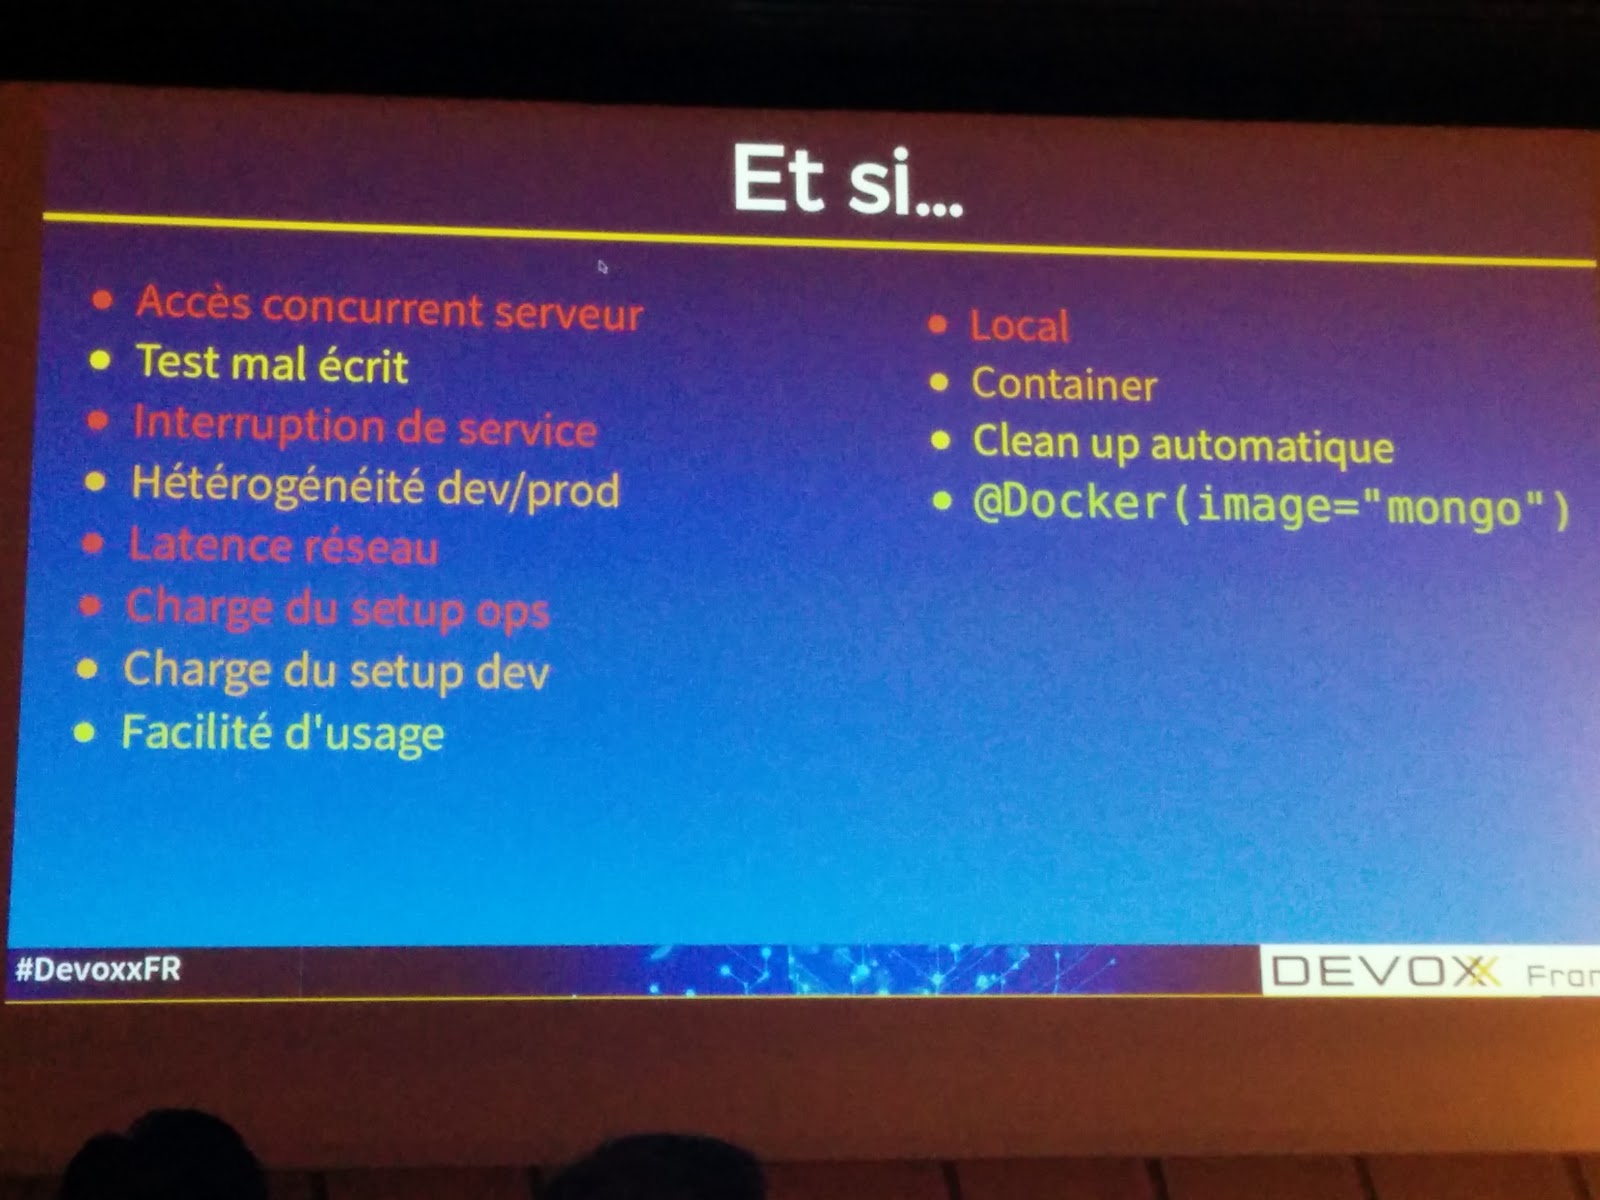 Et si...
Accès concurrent serveur
Test mal écrit
Interruption de service
Hétérogénéité dev/prod
Latence réseau
Charge du setup ops
Charge du setup dev
Facilité d'usage
Local
Container
Clean up automatique
@Docker(image="mongo")
#DevoxxFR
DEVOXX Fran